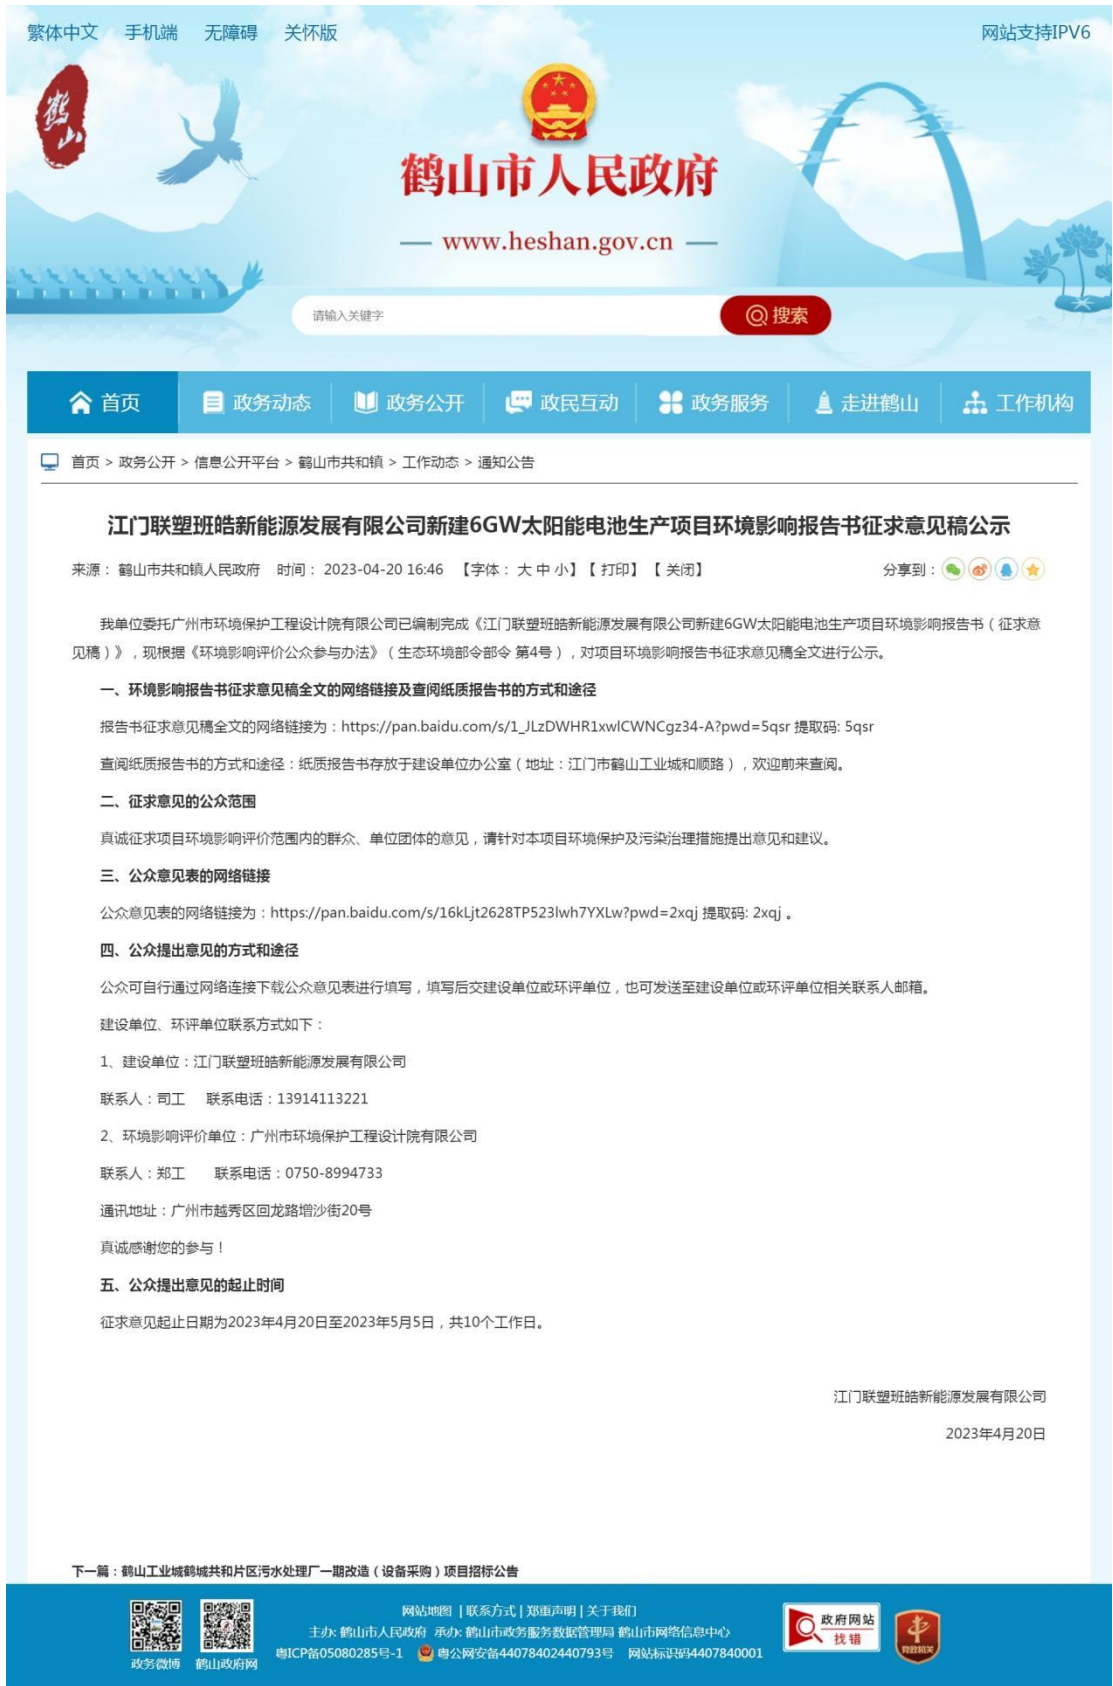 繁体中文 手机端 无障碍 关怀版 网站支持IPV6
鹤山
鹤山市人民政府
www.heshan.gov.cn
请输入关键字 搜索
首页 政务动态 政务公开 政民互动 政务服务 走进鹤山 工作机构
首页 > 政务公开 > 信息公开平台 > 鹤山市共和镇 > 工作动态 > 通知公告
江门联塑班皓新能源发展有限公司新建6GW太阳能电池生产项目环境影响报告书征求意见稿公示
来源： 鹤山市共和镇人民政府 时间： 2023-04-20 16:46 【字体： 大 中 小】 【 打印】 【 关闭】 分享到：
我单位委托广州市环境保护工程设计院有限公司已编制完成《江门联塑班皓新能源发展有限公司新建6GW太阳能电池生产项目环境影响报告书（征求意
见稿）》，现根据《环境影响评价公众参与办法》（生态环境部令部令 第4号），对项目环境影响报告书征求意见稿全文进行公示。
一、环境影响报告书征求意见稿全文的网络链接及查阅纸质报告书的方式和途径
报告书征求意见稿全文的网络链接为：https://pan.baidu.com/s/1_JLzDWHR1xwlCWNCgz34-A?pwd=5qsr 提取码: 5qsr
查阅纸质报告书的方式和途径：纸质报告书存放于建设单位办公室（地址：江门市鹤山工业城和顺路），欢迎前来查阅。
二、征求意见的公众范围
真诚征求项目环境影响评价范围内的群众、单位团体的意见，请针对本项目环境保护及污染治理措施提出意见和建议。
三、公众意见表的网络链接
公众意见表的网络链接为：https://pan.baidu.com/s/16kLjt2628TP523lwh7YXLw?pwd=2xqj 提取码: 2xqj 。
四、公众提出意见的方式和途径
公众可自行通过网络连接下载公众意见表进行填写，填写后交建设单位或环评单位，也可发送至建设单位或环评单位相关联系人邮箱。
建设单位、环评单位联系方式如下：
1、建设单位：江门联塑班皓新能源发展有限公司
联系人：司工 联系电话：13914113221
2、环境影响评价单位：广州市环境保护工程设计院有限公司
联系人：郑工 联系电话：0750-8994733
通讯地址：广州市越秀区回龙路增沙街20号
真诚感谢您的参与！
五、公众提出意见的起止时间
征求意见起止日期为2023年4月20日至2023年5月5日，共10个工作日。
江门联塑班皓新能源发展有限公司
2023年4月20日
下一篇：鹤山工业城鹤城共和片区污水处理厂一期改造（设备采购）项目招标公告
网站地图 | 联系方式 | 郑重声明 | 关于我们
主办: 鹤山市人民政府 承办: 鹤山市政务服务数据管理局 鹤山市网络信息中心
粤ICP备05080285号-1 粤公网安备44078402440793号 网站标识码4407840001
政务微博 鹤山政府网
政府网站
找错
党政机关